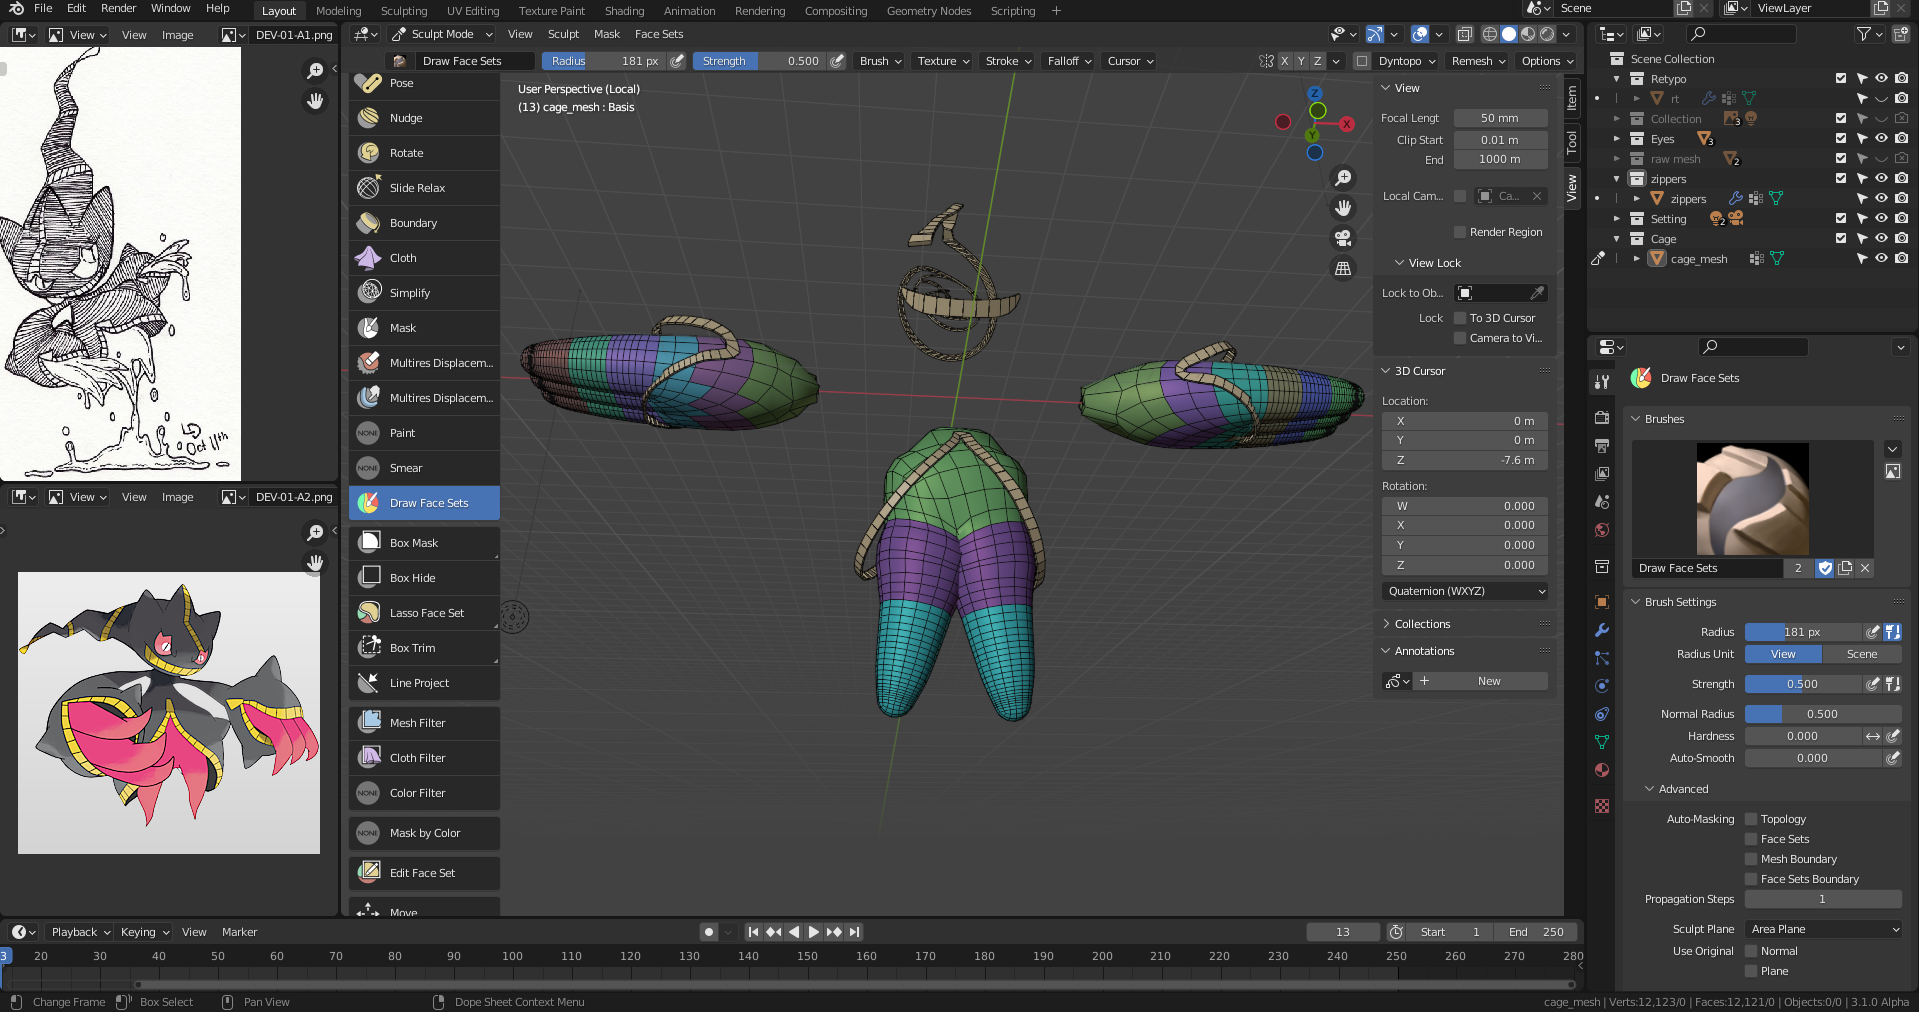 File Edit Render Window Help
Layout Modeling Sculpting UV Editing Texture Paint Shading Animation Rendering Compositing Geometry Nodes Scripting +
Scene
ViewLayer
View View Image DEV-01-A1.png
Sculpt Mode View Sculpt Mask Face Sets
Draw Face Sets Radius 181 px Strength 0.500 Brush Texture Stroke Falloff Cursor X Y Z Dyntopo Remesh Options
Oct 11th
View View Image DEV-01-A2.png
Pose
Nudge
Rotate
Slide Relax
Boundary
Cloth
Simplify
Mask
Multires Displacem...
Multires Displacem...
NONE Paint
NONE Smear
Draw Face Sets
Box Mask
Box Hide
Lasso Face Set
Box Trim
Line Project
Mesh Filter
Cloth Filter
NONE Color Filter
NONE Mask by Color
Edit Face Set
Move
User Perspective (Local)
(13) cage_mesh : Basis
Z
X
Y
View
Focal Lengt 50 mm
Clip Start 0.01 m
End 1000 m
Local Cam... Ca...
Render Region
View Lock
Lock to Ob...
Lock To 3D Cursor
Camera to Vi...
3D Cursor
Location:
X 0 m
Y 0 m
Z -7.6 m
Rotation:
W 0.000
X 0.000
Y 0.000
Z 0.000
Quaternion (WXYZ)
Collections
Annotations
+ New
Item
Tool
View
Scene Collection
Retypo
rt
Collection 3
Eyes 3
raw mesh 2
zippers
zippers
Setting 2
Cage
cage_mesh
Draw Face Sets
Brushes
Draw Face Sets 2
Brush Settings
Radius 181 px
Radius Unit View Scene
Strength 0.500
Normal Radius 0.500
Hardness 0.000
Auto-Smooth 0.000
Advanced
Auto-Masking Topology
Face Sets
Mesh Boundary
Face Sets Boundary
Propagation Steps 1
Sculpt Plane Area Plane
Use Original Normal
Plane
Playback Keying View Marker 13 Start 1 End 250
3 20 30 40 50 60 70 80 90 100 110 120 130 140 150 160 170 180 190 200 210 220 230 240 250 260 270 280
Change Frame Box Select Pan View Dope Sheet Context Menu cage_mesh | Verts:12,123/0 | Faces:12,121/0 | Objects:0/0 | 3.1.0 Alpha